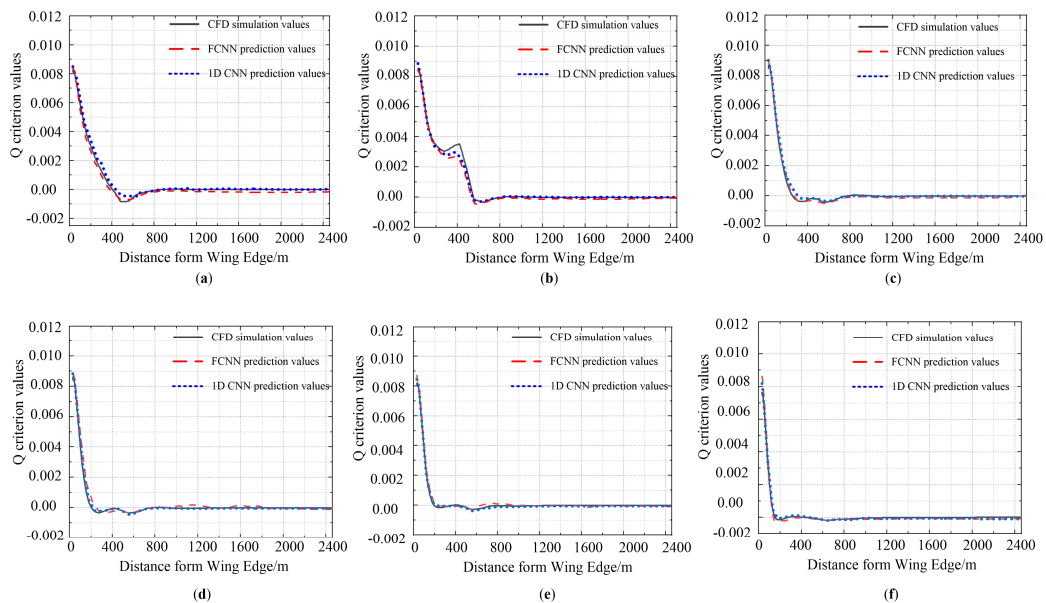 0.012
0.010
0.008
0.006
0.004
0.002
0.000
-0.002
Q criterion values
CFD simulation values
FCNN prediction values
1D CNN prediction values
0 400 800 1200 1600 2000 2400
Distance form Wing Edge/m
(a)
0.012
0.010
0.008
0.006
0.004
0.002
0.000
-0.002
Q criterion values
CFD simulation values
FCNN prediction values
1D CNN prediction values
0 400 800 1200 1600 2000 2400
Distance form Wing Edge/m
(b)
0.012
0.010
0.008
0.006
0.004
0.002
0.000
-0.002
Q criterion values
CFD simulation values
FCNN prediction values
1D CNN prediction values
0 400 800 1200 1600 2000 2400
Distance form Wing Edge/m
(c)
0.012
0.010
0.008
0.006
0.004
0.002
0.000
-0.002
Q criterion values
CFD simulation values
FCNN prediction values
1D CNN prediction values
0 400 800 1200 1600 2000 2400
Distance form Wing Edge/m
(d)
0.012
0.010
0.008
0.006
0.004
0.002
0.000
-0.002
Q criterion values
CFD simulation values
FCNN prediction values
1D CNN prediction values
0 400 800 1200 1600 2000 2400
Distance form Wing Edge/m
(e)
0.012
0.010
0.008
0.006
0.004
0.002
0.000
-0.002
Q criterion values
CFD simulation values
FCNN prediction values
1D CNN prediction values
0 400 800 1200 1600 2000 2400
Distance form Wing Edge/m
(f)